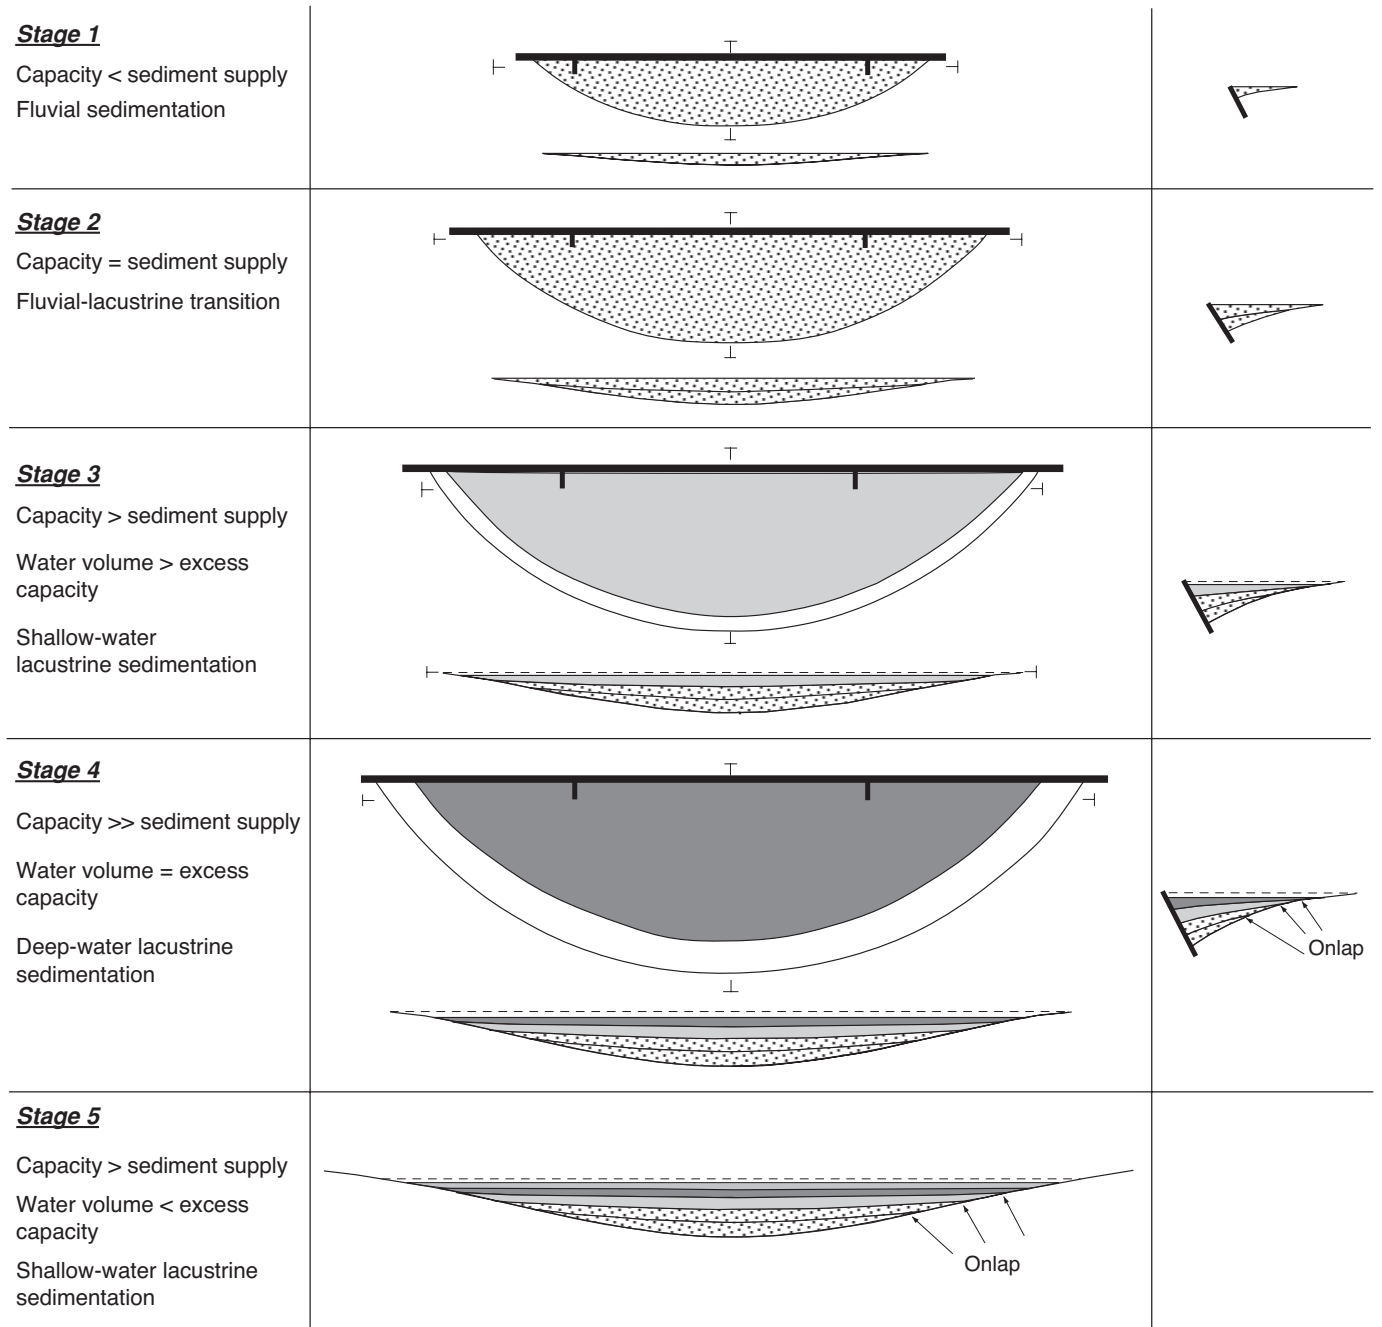 Stage 1
Capacity < sediment supply
Fluvial sedimentation
Stage 2
Capacity = sediment supply
Fluvial-lacustrine transition
Stage 3
Capacity > sediment supply
Water volume > excess
capacity
Shallow-water
lacustrine sedimentation
Stage 4
Capacity >> sediment supply
Water volume = excess
capacity
Deep-water lacustrine
sedimentation
Onlap
Stage 5
Capacity > sediment supply
Water volume < excess
capacity
Shallow-water lacustrine
sedimentation
Onlap